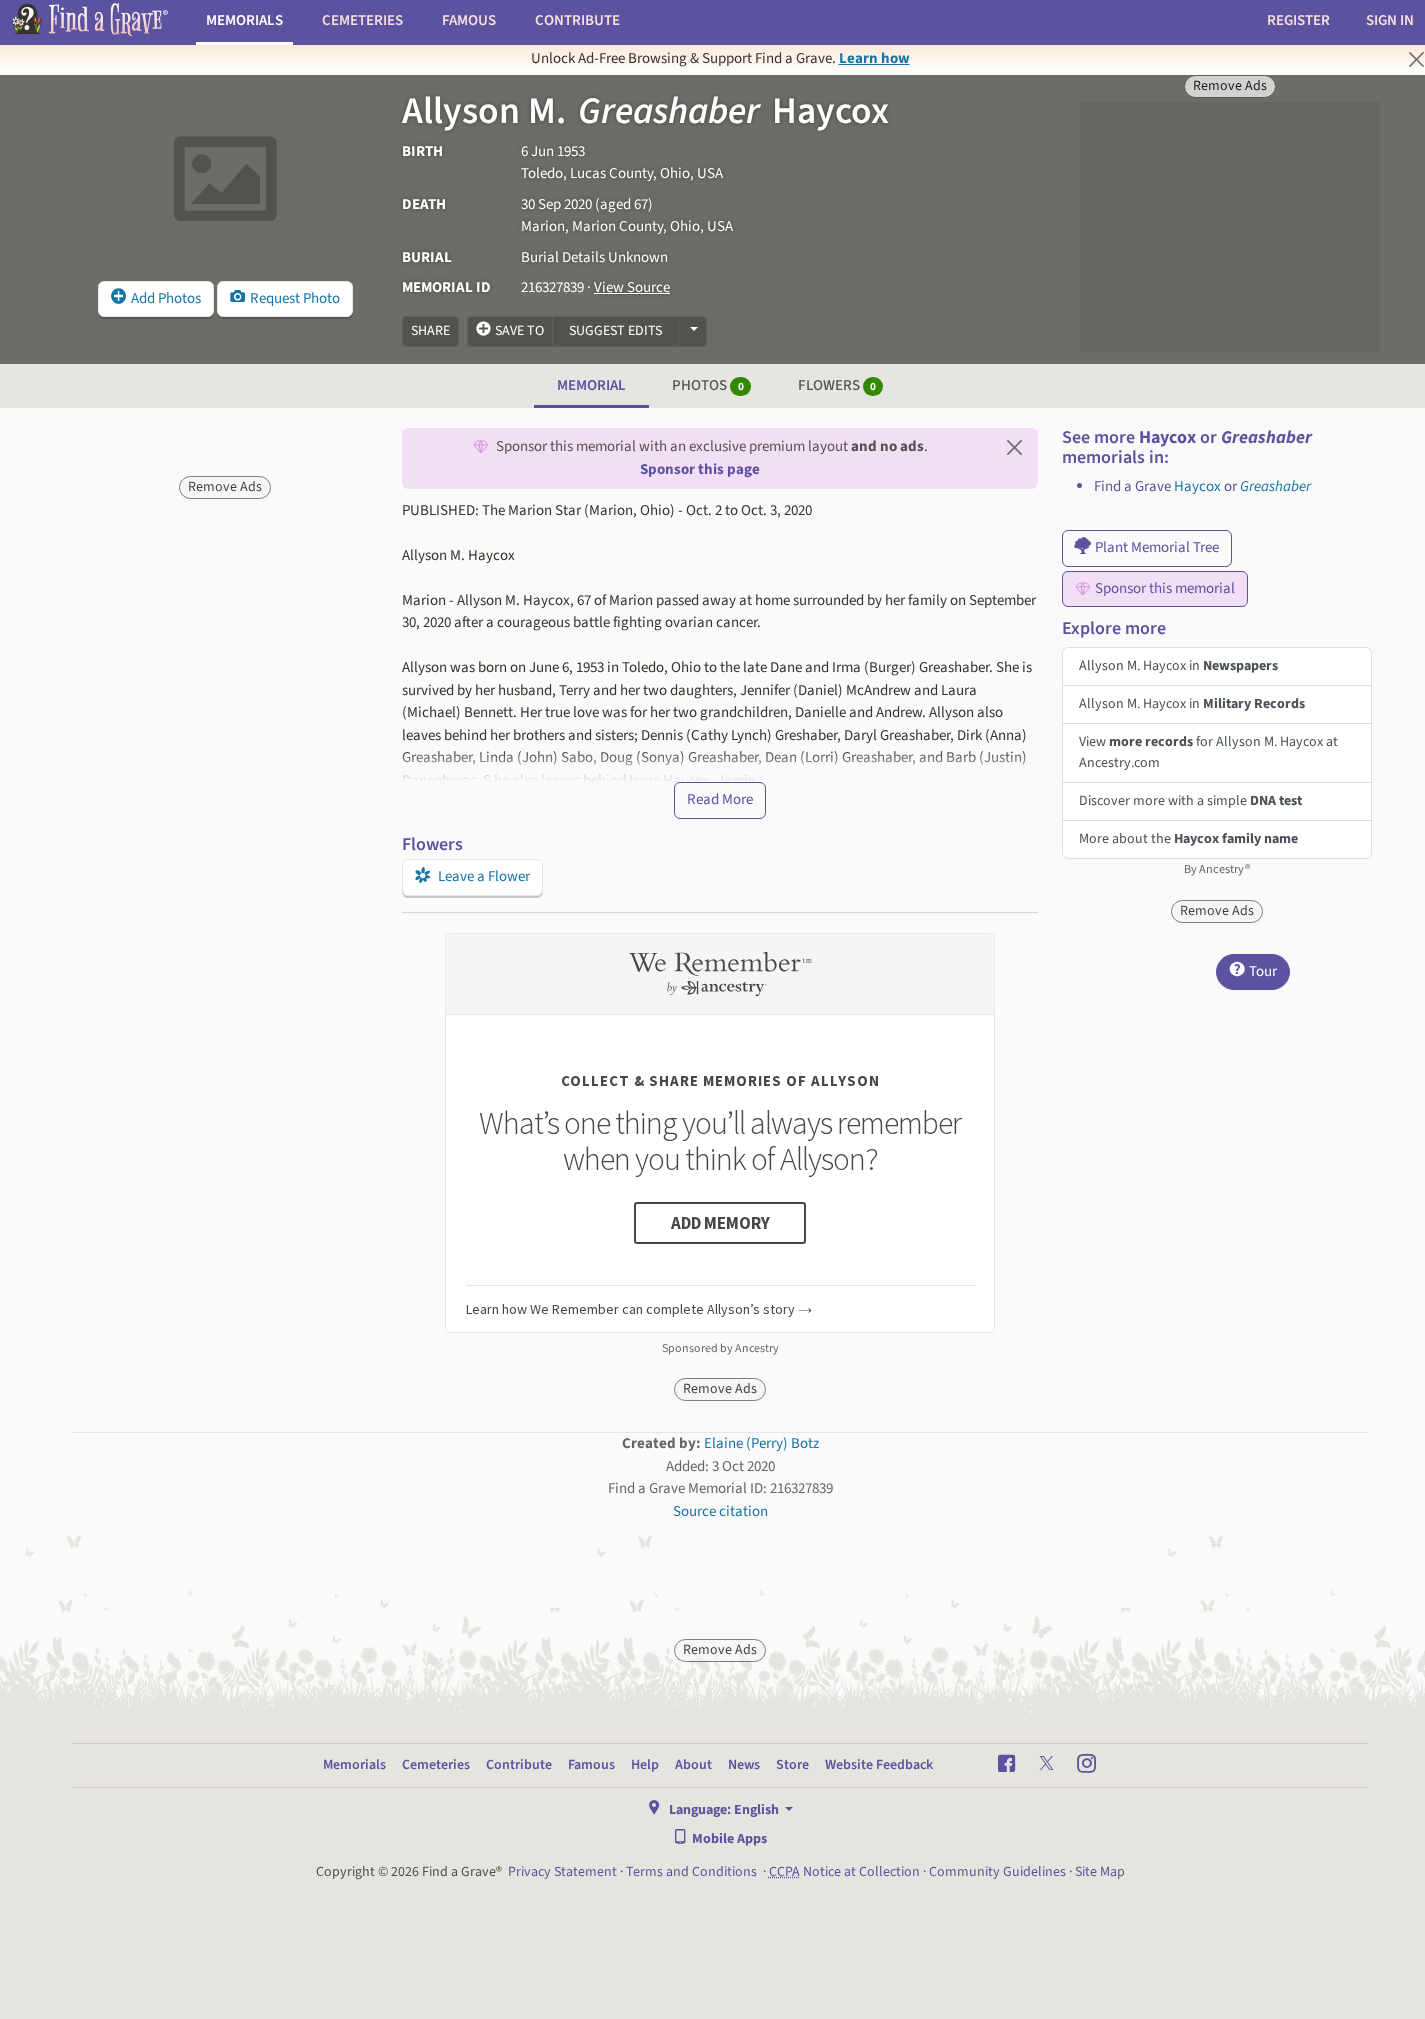 Find a Grave®
MEMORIALS
CEMETERIES
FAMOUS
CONTRIBUTE
REGISTER
SIGN IN
Unlock Ad-Free Browsing & Support Find a Grave. Learn how
Remove Ads
Allyson M. Greashaber Haycox
BIRTH 6 Jun 1953
Toledo, Lucas County, Ohio, USA
DEATH 30 Sep 2020 (aged 67)
Marion, Marion County, Ohio, USA
BURIAL Burial Details Unknown
MEMORIAL ID 216327839 · View Source
Add Photos
Request Photo
SHARE
SAVE TO
SUGGEST EDITS
MEMORIAL
PHOTOS 0
FLOWERS 0
Remove Ads
Sponsor this memorial with an exclusive premium layout and no ads.
Sponsor this page
PUBLISHED: The Marion Star (Marion, Ohio) - Oct. 2 to Oct. 3, 2020
Allyson M. Haycox
Marion - Allyson M. Haycox, 67 of Marion passed away at home surrounded by her family on September
30, 2020 after a courageous battle fighting ovarian cancer.
Allyson was born on June 6, 1953 in Toledo, Ohio to the late Dane and Irma (Burger) Greashaber. She is
survived by her husband, Terry and her two daughters, Jennifer (Daniel) McAndrew and Laura
(Michael) Bennett. Her true love was for her two grandchildren, Danielle and Andrew. Allyson also
leaves behind her brothers and sisters; Dennis (Cathy Lynch) Greshaber, Daryl Greashaber, Dirk (Anna)
Greashaber, Linda (John) Sabo, Doug (Sonya) Greashaber, Dean (Lorri) Greashaber, and Barb (Justin)
S he also leaves behind Irene Haycox,
Read More
Flowers
Leave a Flower
See more Haycox or Greashaber
memorials in:
Find a Grave Haycox or Greashaber
Plant Memorial Tree
Sponsor this memorial
Explore more
Allyson M. Haycox in Newspapers
Allyson M. Haycox in Military Records
View more records for Allyson M. Haycox at
Ancestry.com
Discover more with a simple DNA test
More about the Haycox family name
By Ancestry®
Remove Ads
Tour
We Remember™
by ancestry
COLLECT & SHARE MEMORIES OF ALLYSON
What’s one thing you’ll always remember
when you think of Allyson?
ADD MEMORY
Learn how We Remember can complete Allyson’s story →
Sponsored by Ancestry
Remove Ads
Created by: Elaine (Perry) Botz
Added: 3 Oct 2020
Find a Grave Memorial ID: 216327839
Source citation
Remove Ads
Memorials
Cemeteries
Contribute
Famous
Help
About
News
Store
Website Feedback
Language: English
Mobile Apps
Copyright © 2026 Find a Grave® Privacy Statement · Terms and Conditions · CCPA Notice at Collection · Community Guidelines · Site Map